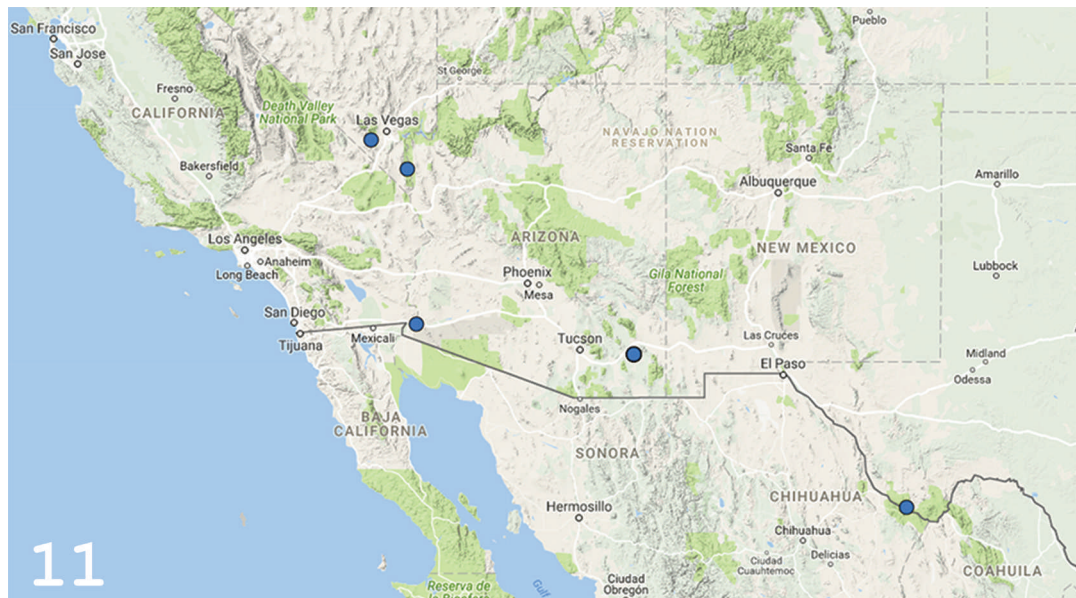 San Francisco
Pueblo
San Jose
St George
Fresno
Death Valley
National Park
CALIFORNIA
Las Vegas
NAVAJO NATION
RESERVATION
Santa Fe
Bakersfield
Albuquerque
Amarillo
Los Angeles
ARIZONA
NEW MEXICO
Anaheim
Long Beach
Phoenix
Mesa
Gila National
Forest
Lubbock
San Diego
Tijuana
Mexicali
Tucson
Las Cruces
El Paso
Midland
Odessa
Nogales
BAJA
CALIFORNIA
SONORA
CHIHUAHUA
Hermosillo
Chihuahua
Delicias
Ciudad
Cuauhtemoc
COAHUILA
11
Reserva de
la Biosfera
Gulf
Ciudad
Obregón